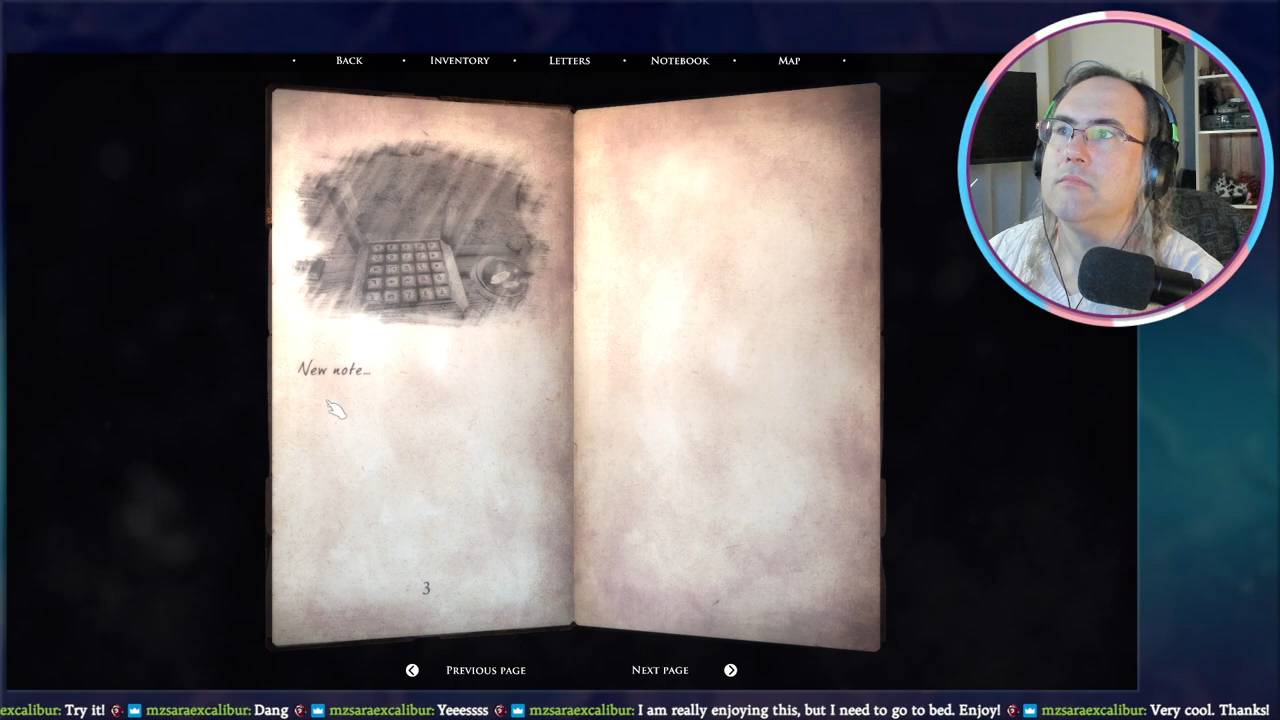 BACK
INVENTORY
LETTERS
NOTEBOOK
MAP
New note...
3
PREVIOUS PAGE
NEXT PAGE
excalibur: Try it! mzsaraexcalibur: Dang mzsaraexcalibur: Yeeessss mzsaraexcalibur: I am really enjoying this, but I need to go to bed. Enjoy! mzsaraexcalibur: Very cool. Thanks!